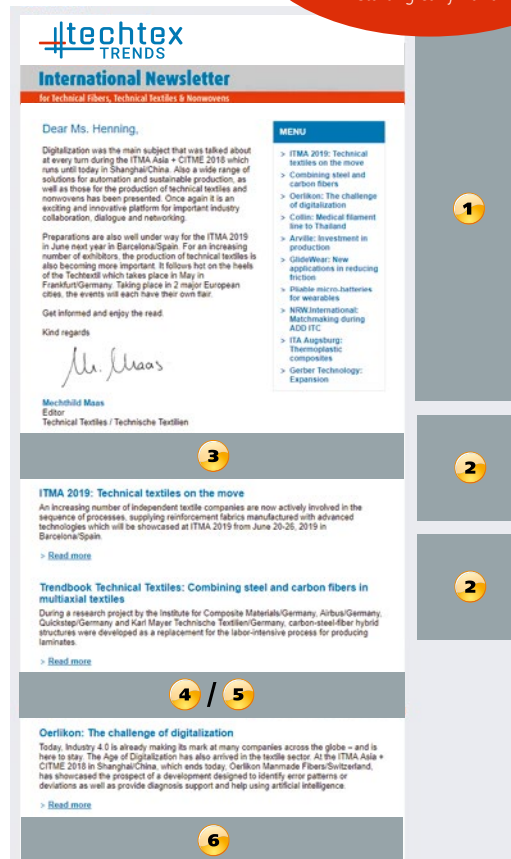 techtex
TRENDS
International Newsletter
for Technical Fibers, Technical Textiles & Nonwovens
Dear Ms. Henning,
Digitalization was the main subject that was talked about
at every turn during the ITMA Asia + CITME 2018 which
runs until today in Shanghai/China. Also a wide range of
solutions for automation and sustainable production, as
well as those for the production of technical textiles and
nonwovens has been presented. Once again it is an
exciting and innovative platform for important industry
collaboration, dialogue and networking.
Preparations are also well under way for the ITMA 2019
in June next year in Barcelona/Spain. For an increasing
number of exhibitors, the production of technical textiles is
also becoming more important. It follows hot on the heels
of the Techtextil which takes place in May in
Frankfurt/Germany. Taking place in 2 major European
cities, the events will each have their own flair.
Get informed and enjoy the read.
Kind regards
M. Maas
Mechthild Maas
Editor
Technical Textiles / Technische Textilien
MENU
> ITMA 2019: Technical
textiles on the move
> Combining steel and
carbon fibers
> Oerlikon: The challenge
of digitalization
> Collin: Medical filament
line to Thailand
> Arville: Investment in
production
> GlideWear: New
applications in reducing
friction
> Pliable micro-batteries
for wearables
> NRW.International:
Matchmaking during
ADD ITC
> ITA Augsburg:
Thermoplastic
composites
> Gerber Technology:
Expansion
1
3
2
ITMA 2019: Technical textiles on the move
An increasing number of independent textile companies are now actively involved in the
sequence of processes, supplying reinforcement fabrics manufactured with advanced
technologies which will be showcased at ITMA 2019 from June 20-26, 2019 in
Barcelona/Spain.
> Read more
Trendbook Technical Textiles: Combining steel and carbon fibers in
multiaxial textiles
During a research project by the Institute for Composite Materials/Germany, Airbus/Germany,
Quickstep/Germany and Karl Mayer Technische Textilien/Germany, carbon-steel-fiber hybrid
structures were developed as a replacement for the labor-intensive process for producing
laminates.
> Read more
2
4 / 5
Oerlikon: The challenge of digitalization
Today, Industry 4.0 is already making its mark at many companies across the globe – and is
here to stay. The Age of Digitalization has also arrived in the textile sector. At the ITMA Asia +
CITME 2018 in Shanghai/China, which ends today, Oerlikon Manmade Fibers/Switzerland,
has showcased the prospect of a development designed to identify error patterns or
deviations as well as provide diagnosis support and help using artificial intelligence.
> Read more
6